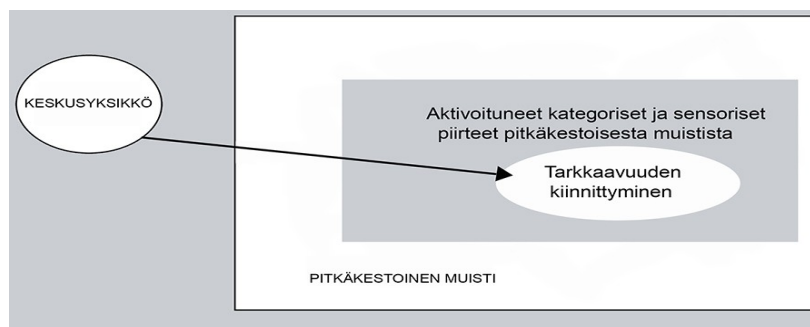 KESKUSYKSIKKÖ
Aktivoituneet kategoriset ja sensoriset
piirteet pitkäkestoisesta muistista
Tarkkaavuuden
kiinnittyminen
PITKÄKESTOINEN MUISTI